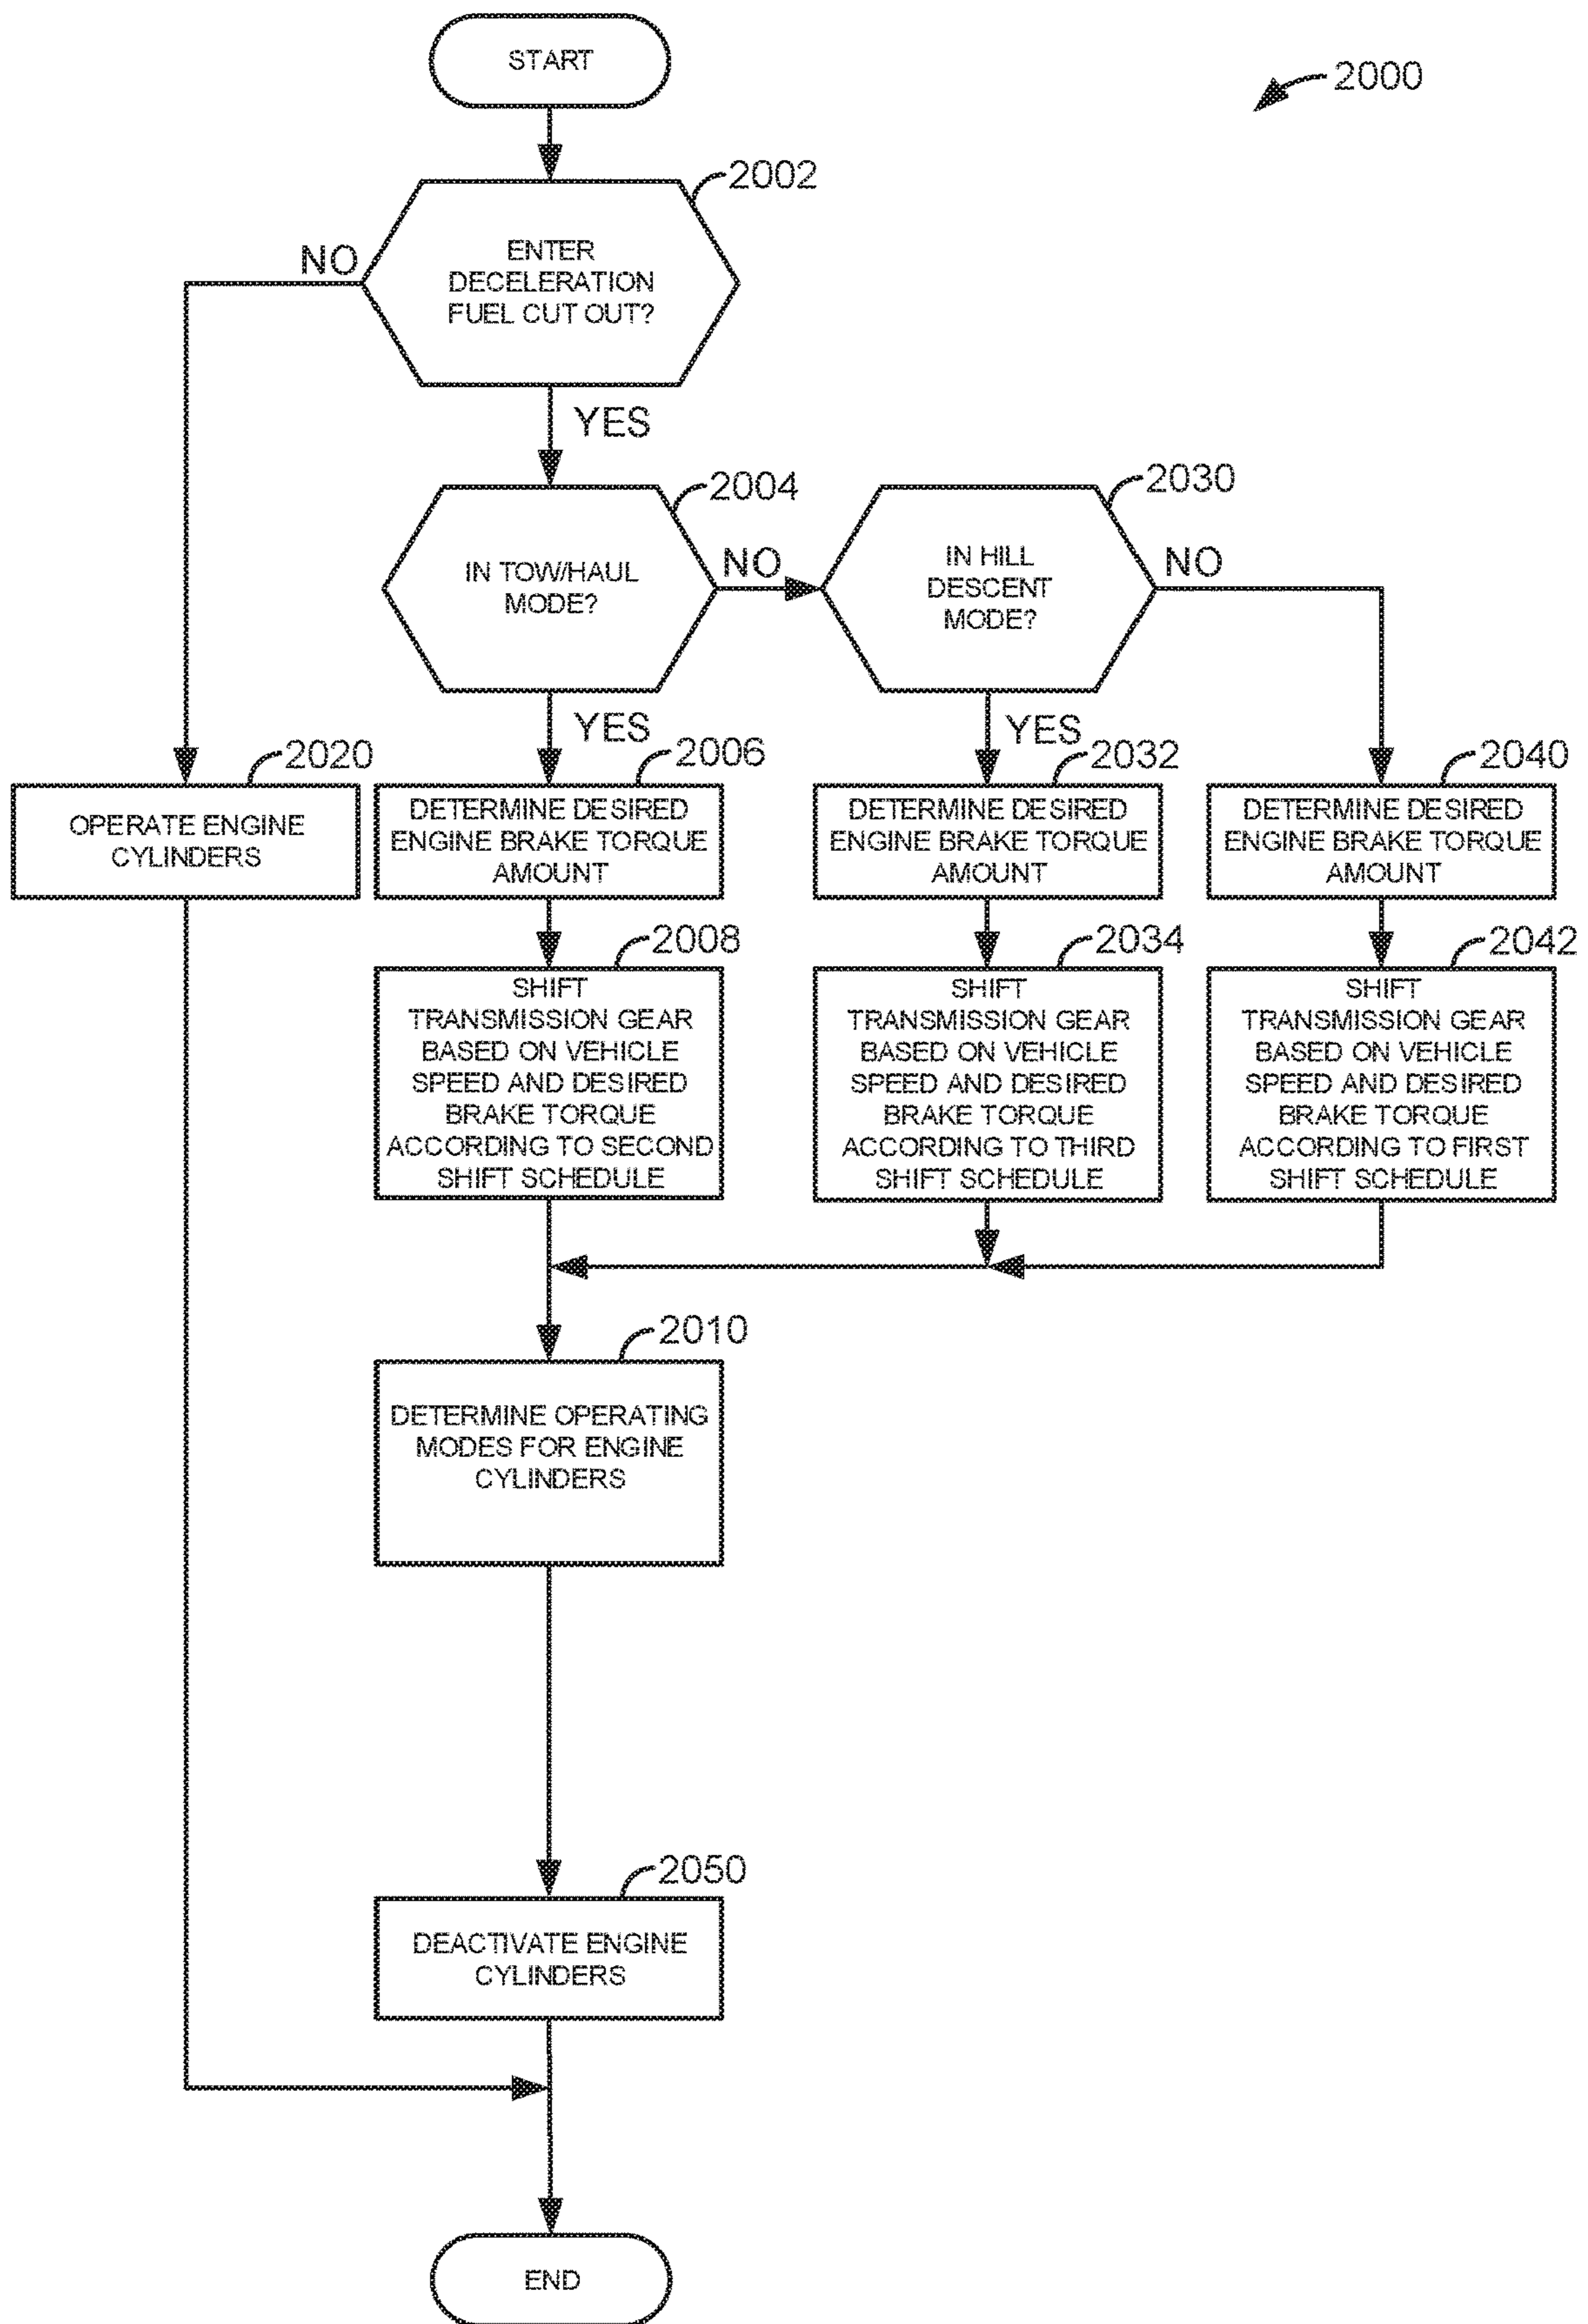 START
2000
2002
ENTER
DECELERATION
FUEL CUT OUT?
NO
YES
2004
IN TOW/HAUL
MODE?
NO
2030
IN HILL
DESCENT
MODE?
NO
YES
YES
2020
OPERATE ENGINE
CYLINDERS
2006
DETERMINE DESIRED
ENGINE BRAKE TORQUE
AMOUNT
2032
DETERMINE DESIRED
ENGINE BRAKE TORQUE
AMOUNT
2040
DETERMINE DESIRED
ENGINE BRAKE TORQUE
AMOUNT
2008
SHIFT
TRANSMISSION GEAR
BASED ON VEHICLE
SPEED AND DESIRED
BRAKE TORQUE
ACCORDING TO SECOND
SHIFT SCHEDULE
2034
SHIFT
TRANSMISSION GEAR
BASED ON VEHICLE
SPEED AND DESIRED
BRAKE TORQUE
ACCORDING TO THIRD
SHIFT SCHEDULE
2042
SHIFT
TRANSMISSION GEAR
BASED ON VEHICLE
SPEED AND DESIRED
BRAKE TORQUE
ACCORDING TO FIRST
SHIFT SCHEDULE
2010
DETERMINE OPERATING
MODES FOR ENGINE
CYLINDERS
2050
DEACTIVATE ENGINE
CYLINDERS
END